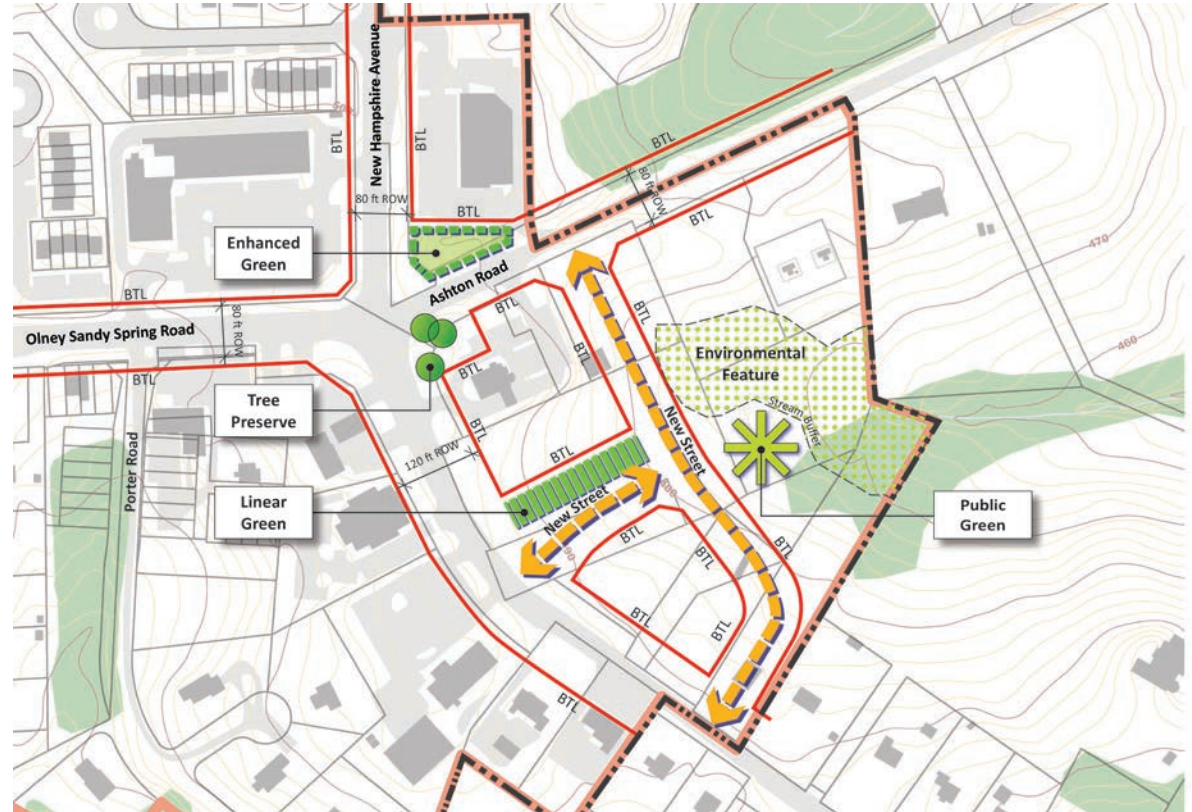 New Hampshire Avenue
BTL
BTL
80 ft ROW
BTL
80 ft ROW
BTL
BTL
Enhanced
Green
Ashton Road
470
BTL
80 ft ROW
Olney Sandy Spring Road
BTL
BTL
BTL
BTL
Environmental
Feature
460
Tree
Preserve
Stream Buffer
New Street
Porter Road
BTL
120 ft ROW
BTL
Linear
Green
New Street
Public
Green
BTL
BTL
BTL
BTL
BTL
BTL